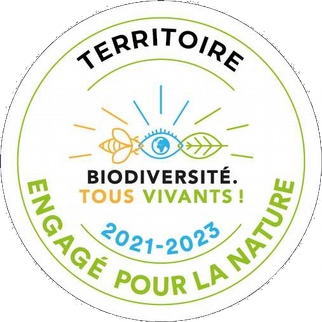 TERRITOIRE
BIODIVERSITÉ.
TOUS VIVANTS !
2021-2023
ENGAGÉ POUR LA NATURE